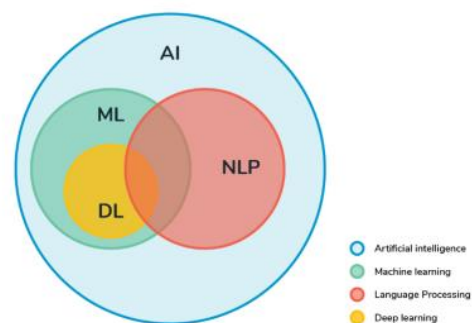 AI
ML
NLP
DL
Artificial intelligence
Machine learning
Language Processing
Deep learning